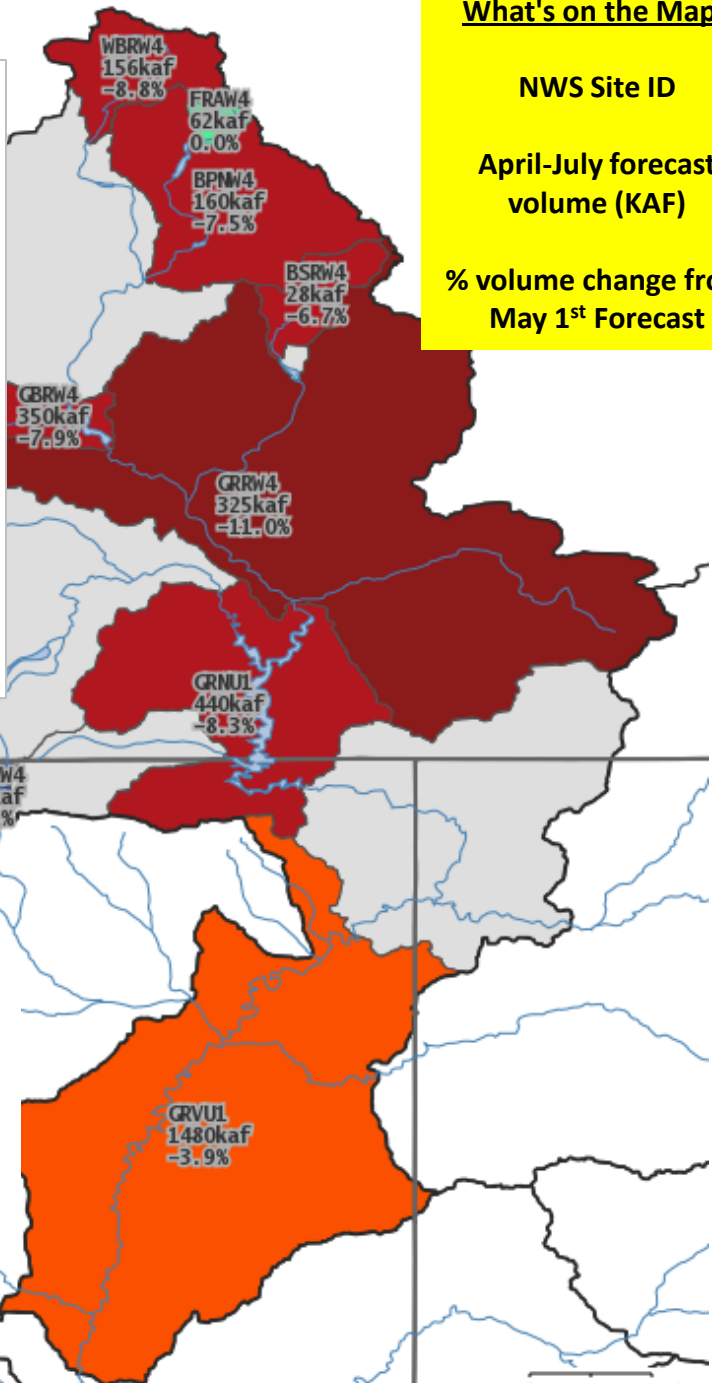 What's on the Map
NWS Site ID
April-July forecast
volume (KAF)
% volume change fro
May 1st Forecast
WBRW4
156kaf
-8.8%
FRAW4
62kaf
0.0%
BPNW4
160kaf
-7.5%
BSRW4
28kaf
-6.7%
GBRW4
350kaf
-7.9%
GRRW4
325kaf
-11.0%
GRNU1
440kaf
-8.3%
W4
af
%
GRVU1
1480kaf
-3.9%